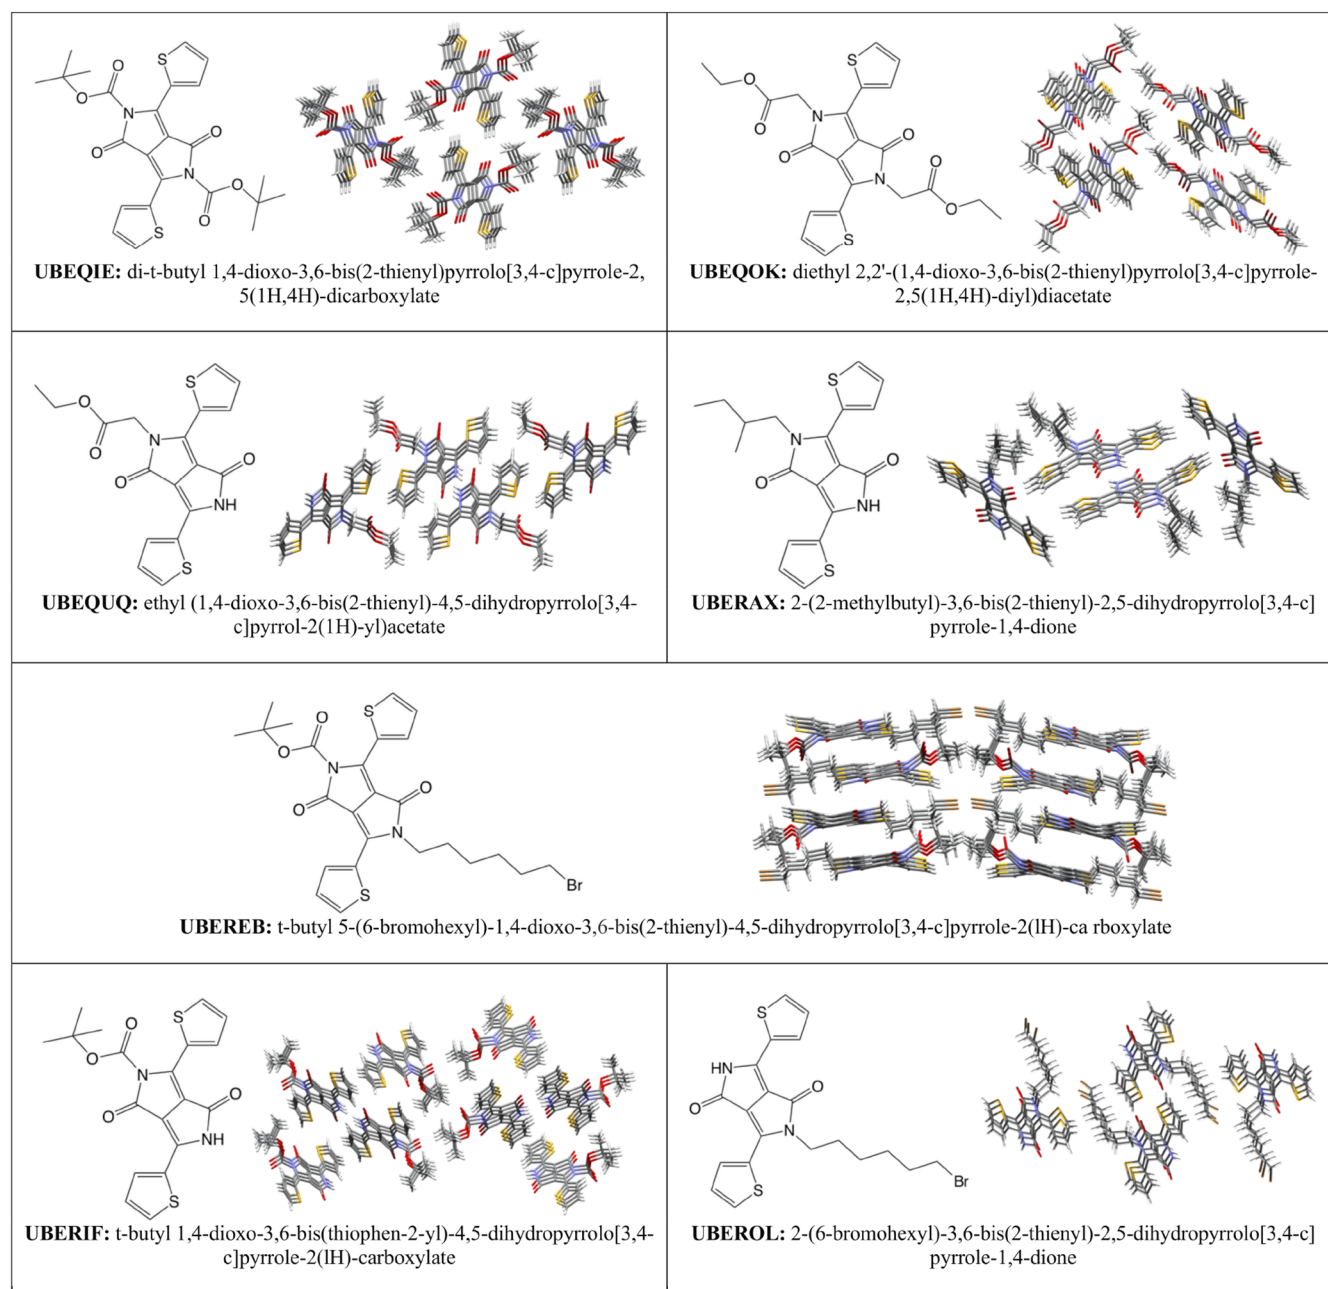 S
O
O
N
O
O
N
O
O
S
UBEQIE: di-t-butyl 1,4-dioxo-3,6-bis(2-thienyl)pyrrolo[3,4-c]pyrrole-2,
5(1H,4H)-dicarboxylate
S
O
O
N
O
O
N
O
O
S
UBEQOK: diethyl 2,2'-(1,4-dioxo-3,6-bis(2-thienyl)pyrrolo[3,4-c]pyrrole-
2,5(1H,4H)-diyl)diacetate
S
O
O
N
O
O
NH
S
UBEQUQ: ethyl (1,4-dioxo-3,6-bis(2-thienyl)-4,5-dihydropyrrolo[3,4-
c]pyrrol-2(1H)-yl)acetate
S
N
O
O
NH
S
UBERAX: 2-(2-methylbutyl)-3,6-bis(2-thienyl)-2,5-dihydropyrrolo[3,4-c]
pyrrole-1,4-dione
S
O
O
N
O
O
N
Br
S
UBEREB: t-butyl 5-(6-bromohexyl)-1,4-dioxo-3,6-bis(2-thienyl)-4,5-dihydropyrrolo[3,4-c]pyrrole-2(lH)-ca rboxylate
S
O
O
N
O
O
NH
S
UBERIF: t-butyl 1,4-dioxo-3,6-bis(thiophen-2-yl)-4,5-dihydropyrrolo[3,4-
c]pyrrole-2(lH)-carboxylate
S
HN
O
O
N
Br
S
UBEROL: 2-(6-bromohexyl)-3,6-bis(2-thienyl)-2,5-dihydropyrrolo[3,4-c]
pyrrole-1,4-dione